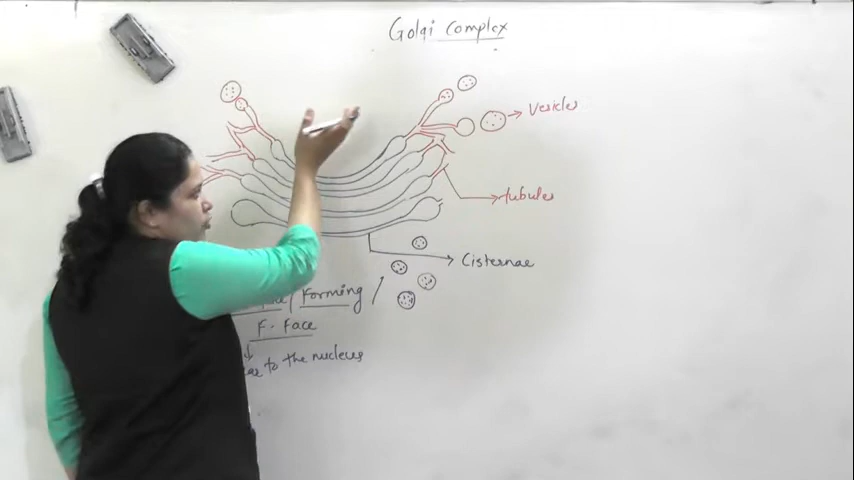 Golgi Complex
Vesicles
tubules
Cisternae
/ Forming /
F. Face
to the nucleus